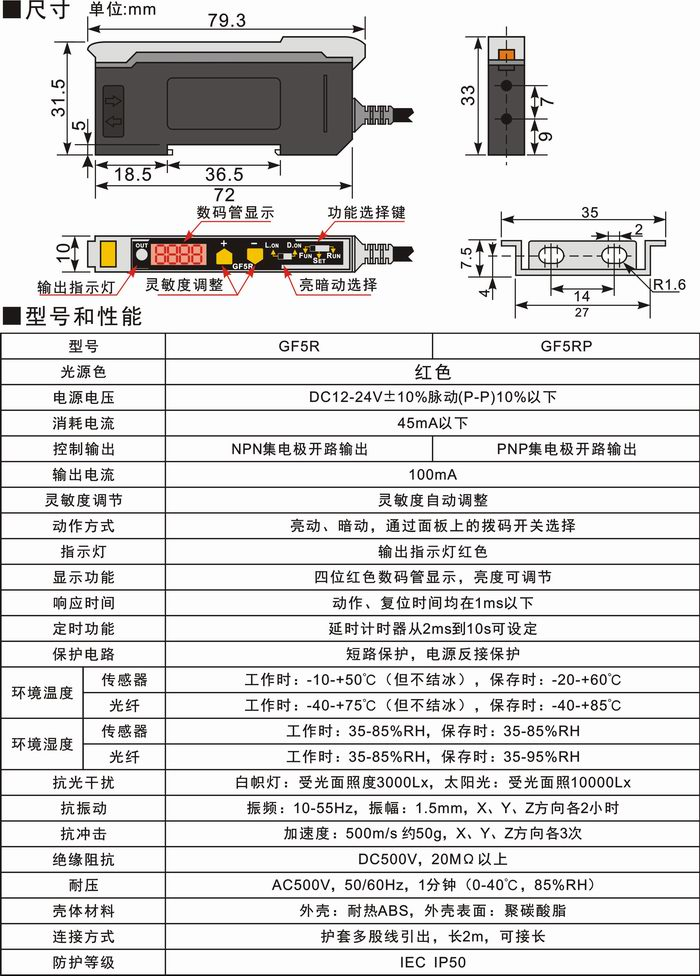 ■尺寸 单位:mm
79.3
31.5
5
18.5
36.5
72
33
7
9
数码管显示
功能选择键
10
OUT
8888
+
−
GF5R
L.ON D.ON
FUN RUN
SET
输出指示灯
灵敏度调整
亮暗动选择
35
2
7.5
4
14
27
R1.6
■型号和性能
型号 GF5R GF5RP
光源色 红色
电源电压 DC12-24V±10%脉动(P-P)10%以下
消耗电流 45mA以下
控制输出 NPN集电极开路输出 PNP集电极开路输出
输出电流 100mA
灵敏度调节 灵敏度自动调整
动作方式 亮动、暗动，通过面板上的拨码开关选择
指示灯 输出指示灯红色
显示功能 四位红色数码管显示，亮度可调节
响应时间 动作、复位时间均在1ms以下
定时功能 延时计时器从2ms到10s可设定
保护电路 短路保护，电源反接保护
环境温度 传感器 工作时：-10-+50℃（但不结冰），保存时：-20-+60℃
光纤 工作时：-40-+75℃（但不结冰），保存时：-40-+85℃
环境湿度 传感器 工作时：35-85%RH，保存时：35-85%RH
光纤 工作时：35-85%RH，保存时：35-95%RH
抗光干扰 白帜灯：受光面照度3000Lx，太阳光：受光面照10000Lx
抗振动 振频：10-55Hz，振幅：1.5mm，X、Y、Z方向各2小时
抗冲击 加速度：500m/s 约50g，X、Y、Z方向各3次
绝缘阻抗 DC500V，20MΩ以上
耐压 AC500V，50/60Hz，1分钟（0-40℃，85%RH）
壳体材料 外壳：耐热ABS，外壳表面：聚碳酸脂
连接方式 护套多股线引出，长2m，可接长
防护等级 IEC IP50